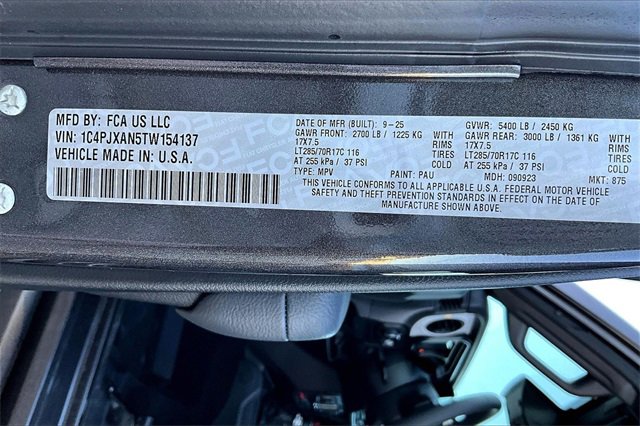 MFD BY: FCA US LLC
VIN: 1C4PJXAN5TW154137
VEHICLE MADE IN: U.S.A.
DATE OF MFR (BUILT): 9-25 GVWR: 5400 LB / 2450 KG
GAWR FRONT: 2700 LB / 1225 KG WITH GAWR REAR: 3000 LB / 1361 KG WITH
17X7.5 RIMS 17X7.5 RIMS
LT285/70R17C 116 TIRES LT285/70R17C 116 TIRES
AT 255 kPa / 37 PSI COLD AT 255 kPa / 37 PSI COLD
TYPE: MPV PAINT: PAU MDH: 090923 MKT: 875
THIS VEHICLE CONFORMS TO ALL APPLICABLE U.S.A. FEDERAL MOTOR VEHICLE
SAFETY AND THEFT PREVENTION STANDARDS IN EFFECT ON THE DATE OF
MANUFACTURE SHOWN ABOVE.